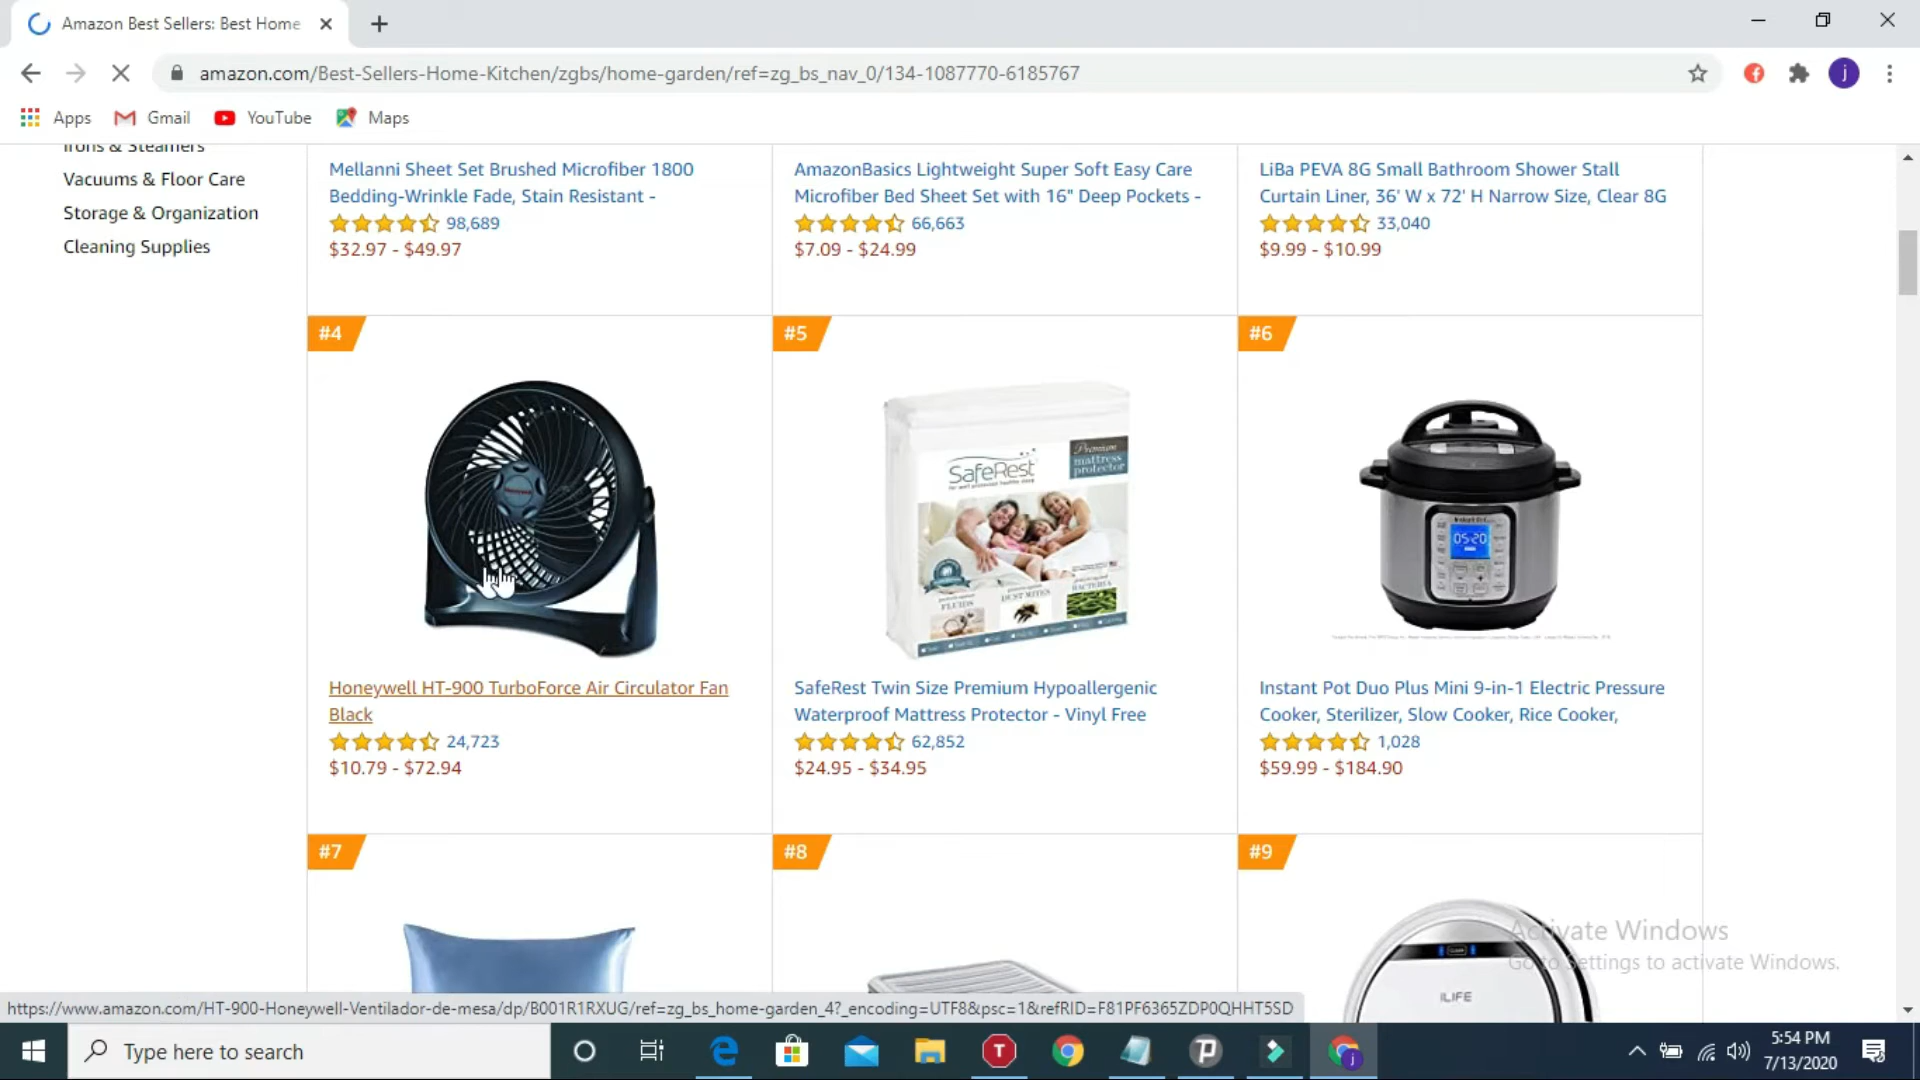 Amazon Best Sellers: Best Home
amazon.com/Best-Sellers-Home-Kitchen/zgbs/home-garden/ref=zg_bs_nav_0/134-1087770-6185767
j
Apps
Gmail
YouTube
Maps
Irons & Steamers
Vacuums & Floor Care
Storage & Organization
Cleaning Supplies
Mellanni Sheet Set Brushed Microfiber 1800
Bedding-Wrinkle Fade, Stain Resistant -
98,689
$32.97 - $49.97
AmazonBasics Lightweight Super Soft Easy Care
Microfiber Bed Sheet Set with 16" Deep Pockets -
66,663
$7.09 - $24.99
LiBa PEVA 8G Small Bathroom Shower Stall
Curtain Liner, 36' W x 72' H Narrow Size, Clear 8G
33,040
$9.99 - $10.99
#4
#5
#6
SafeRest
Premium
mattress
protector
FLUIDS
DUST MITES
BACTERIA
Instant Pot
05:20
Honeywell HT-900 TurboForce Air Circulator Fan
Black
24,723
$10.79 - $72.94
SafeRest Twin Size Premium Hypoallergenic
Waterproof Mattress Protector - Vinyl Free
62,852
$24.95 - $34.95
Instant Pot Duo Plus Mini 9-in-1 Electric Pressure
Cooker, Sterilizer, Slow Cooker, Rice Cooker,
1,028
$59.99 - $184.90
#7
#8
#9
ILIFE
Activate Windows
Go to Settings to activate Windows.
https://www.amazon.com/HT-900-Honeywell-Ventilador-de-mesa/dp/B001R1RXUG/ref=zg_bs_home-garden_4?_encoding=UTF8&psc=1&refRID=F81PF6365ZDP0QHHT5SD
Type here to search
T
j
5:54 PM
7/13/2020